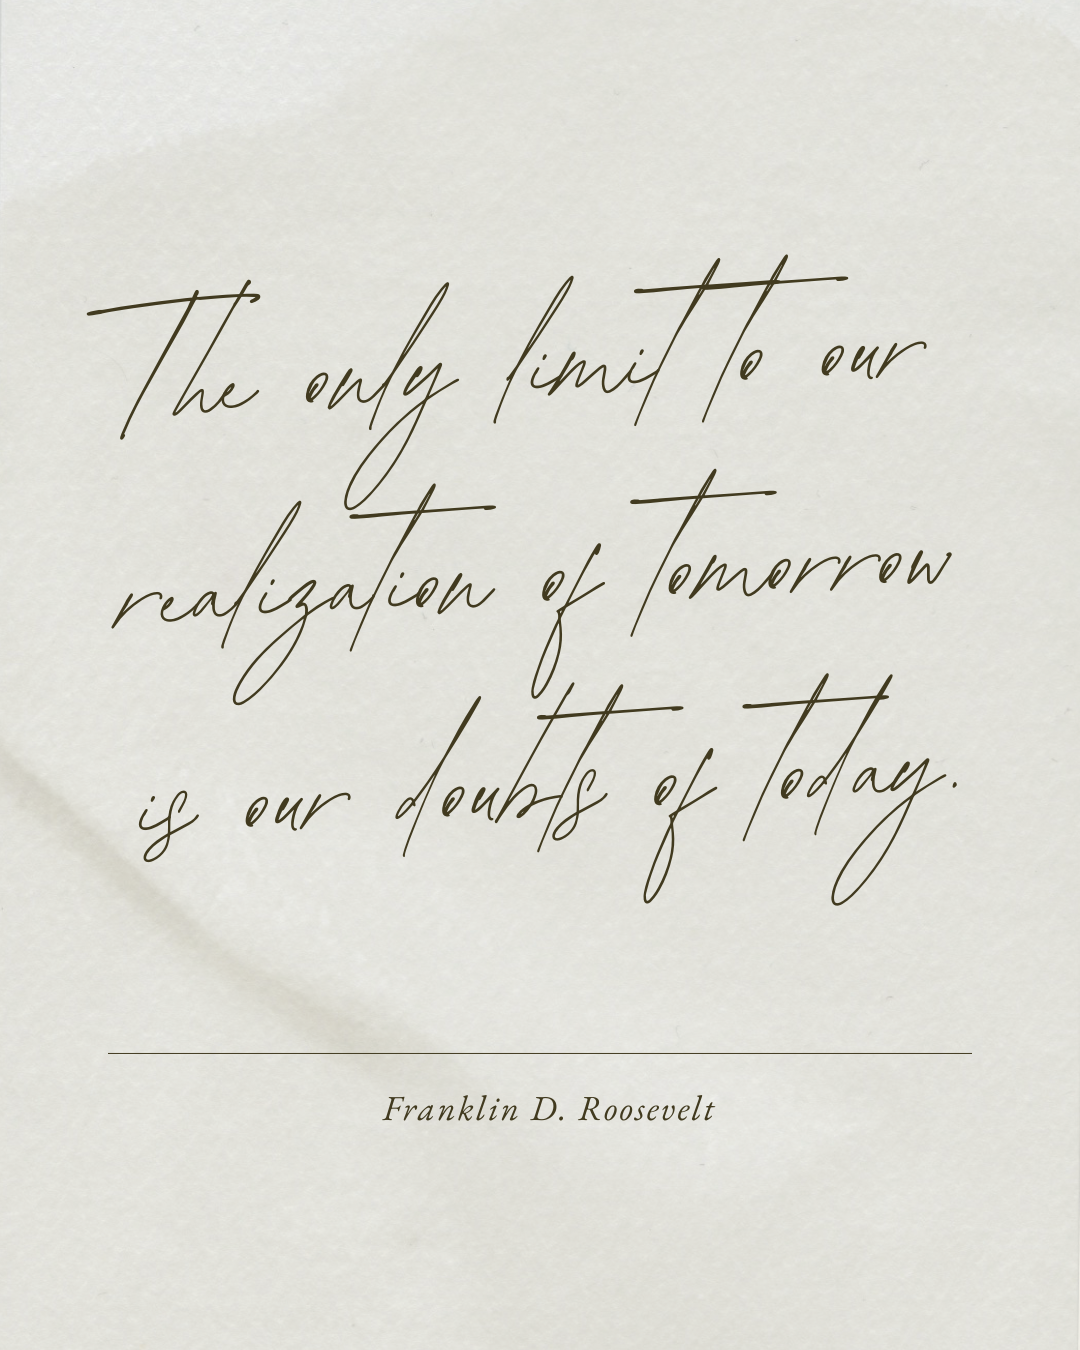 The only limit to our
realization of tomorrow
is our doubts of today.
Franklin D. Roosevelt